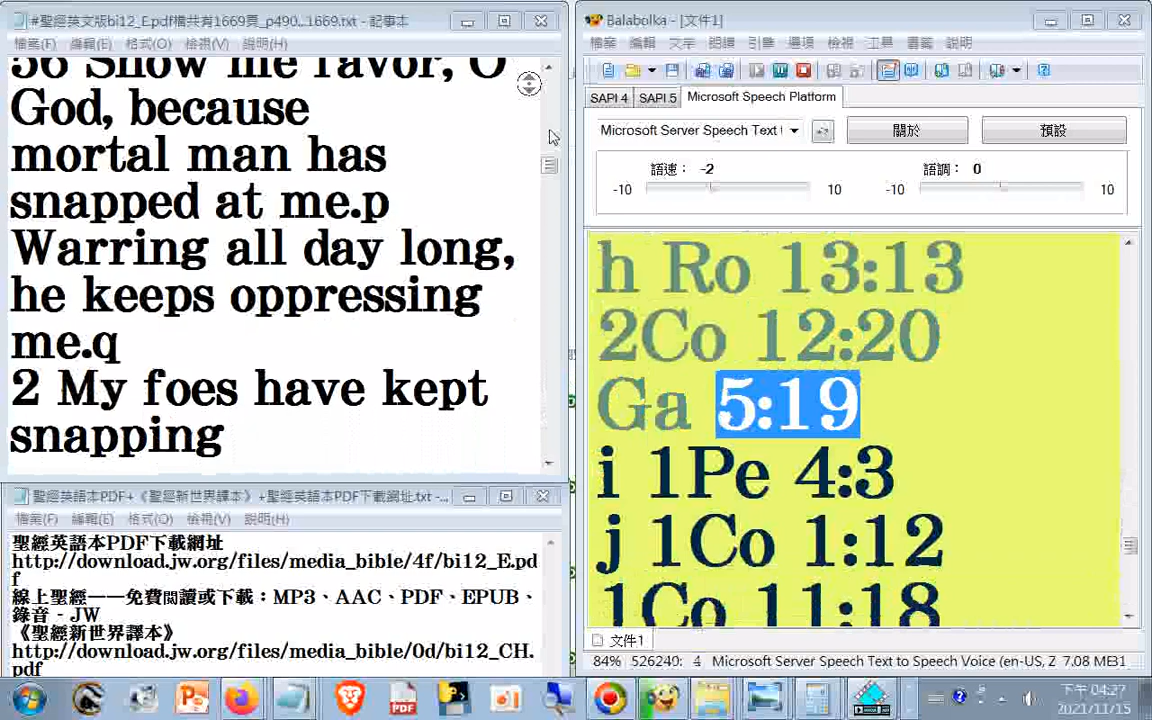 #聖經英文版bi12_E.pdf檔共有1669頁_p490...1669.txt - 記事本
檔案(F) 編輯(E) 格式(O) 檢視(V) 說明(H)
56 Show me favor, O
God, because
mortal man has
snapped at me.p
Warring all day long,
he keeps oppressing
me.q
2 My foes have kept
snapping
聖經英語本PDF+《聖經新世界譯本》+聖經英語本PDF下載網址.txt - ...
檔案(F) 編輯(E) 格式(O) 檢視(V) 說明(H)
聖經英語本PDF下載網址
http://download.jw.org/files/media_bible/4f/bi12_E.pd
f
線上聖經——免費閱讀或下載：MP3、AAC、PDF、EPUB、
錄音 - JW
《聖經新世界譯本》
http://download.jw.org/files/media_bible/0d/bi12_CH.
pdf
Balabolka - [文件1]
檔案 編輯 文字 朗讀 引擎 選項 檢視 工具 書籤 說明
SAPI 4 SAPI 5 Microsoft Speech Platform
Microsoft Server Speech Text 關於 預設
語速： -2 語調： 0
-10 10 -10 10
h Ro 13:13
2Co 12:20
Ga 5:19
i 1Pe 4:3
j 1Co 1:12
1Co 11:18
文件1
84% 526240: 4 Microsoft Server Speech Text to Speech Voice (en-US, Z 7.08 MB1
下午 04:27
2021/11/15